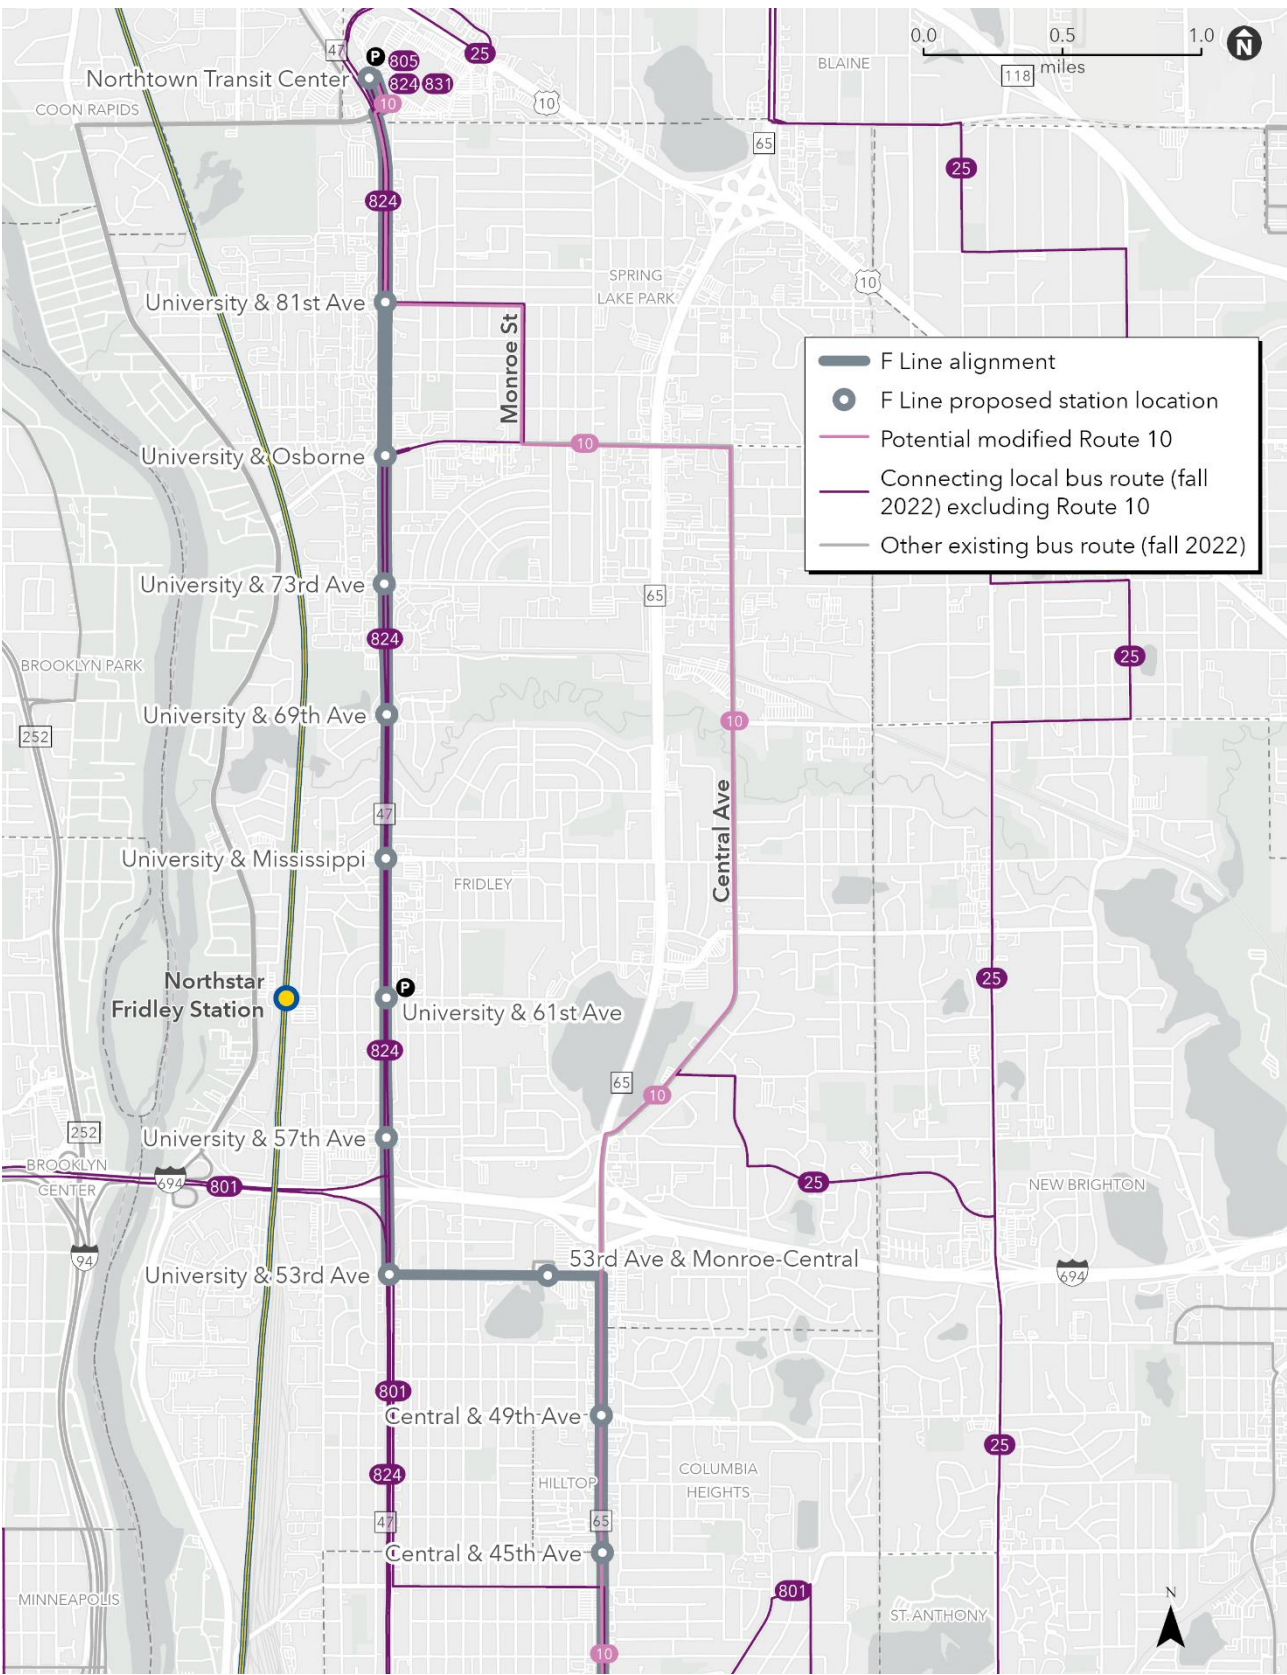 47
P
805
25
0.0
0.5
1.0
N
miles
Northtown Transit Center
824
831
118
BLAINE
10
10
COON RAPIDS
65
25
824
SPRING
LAKE PARK
10
University & 81st Ave
Monroe St
F Line alignment
F Line proposed station location
Potential modified Route 10
Connecting local bus route (fall
2022) excluding Route 10
Other existing bus route (fall 2022)
10
University & Osborne
University & 73rd Ave
65
824
BROOKLYN PARK
25
University & 69th Ave
10
252
47
Central Ave
University & Mississippi
FRIDLEY
Northstar
Fridley Station
P
University & 61st Ave
25
824
65
10
252
University & 57th Ave
BROOKLYN
CENTER
694
801
25
NEW BRIGHTON
94
53rd Ave & Monroe-Central
University & 53rd Ave
694
801
Central & 49th Ave
25
824
HILLTOP
COLUMBIA
HEIGHTS
47
65
Central & 45th Ave
801
MINNEAPOLIS
ST. ANTHONY
N
10